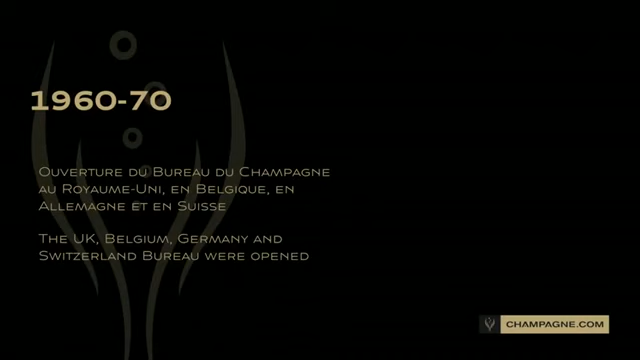 1960-70
Ouverture du Bureau du Champagne
au Royaume-Uni, en Belgique, en
Allemagne et en Suisse
The UK, Belgium, Germany and
Switzerland Bureau were opened
CHAMPAGNE.COM